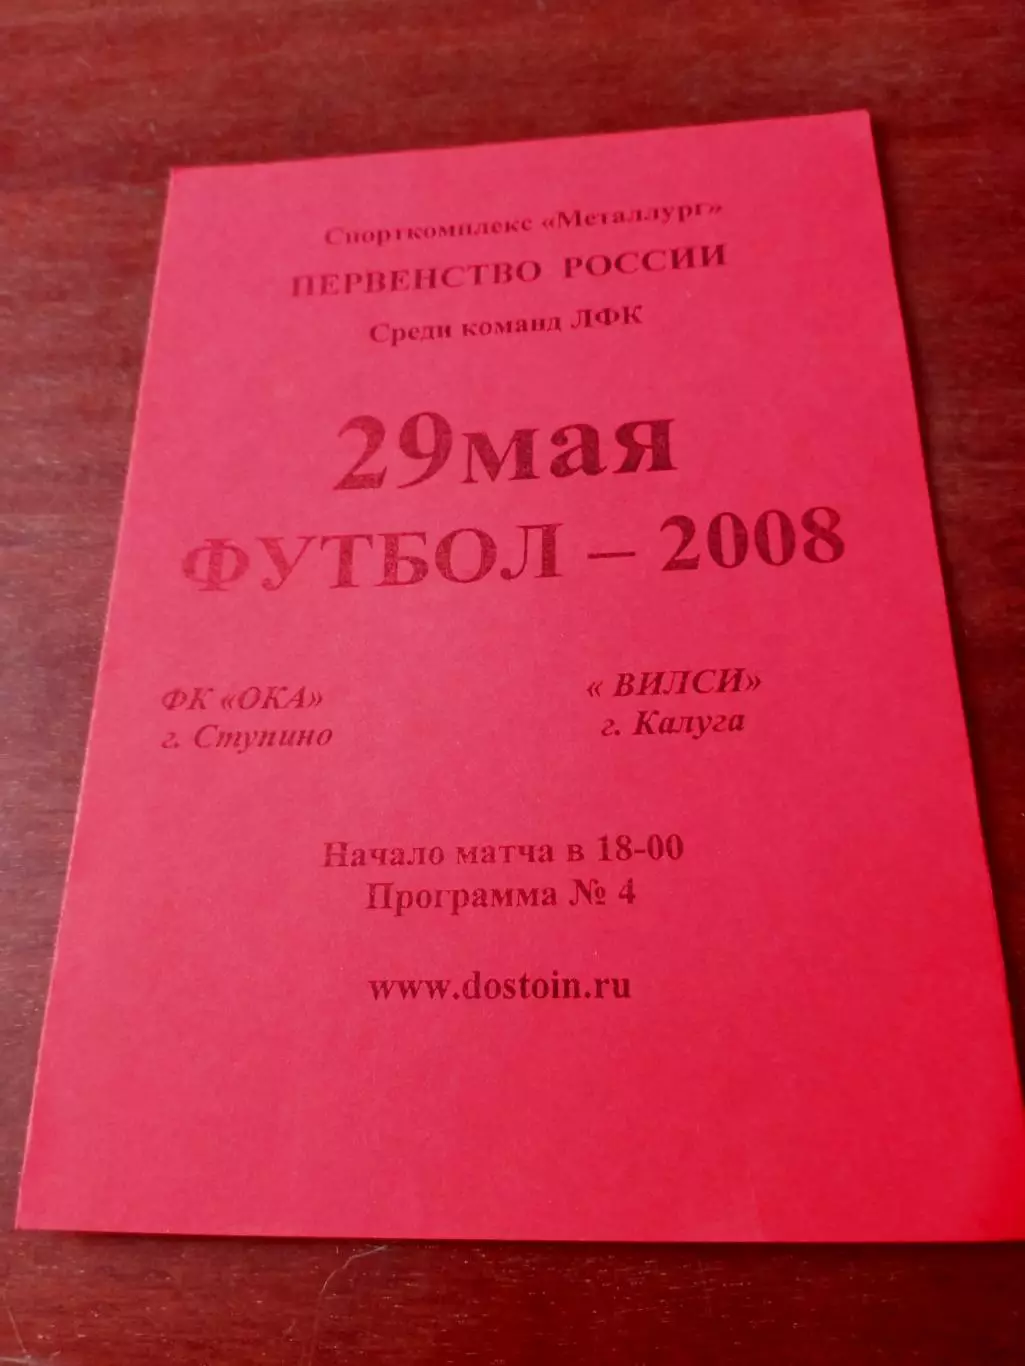 Спорткомплекс «Металлург»
ПЕРВЕНСТВО РОССИИ
Среди команд ЛФК
29мая
ФУТБОЛ – 2008
ФК «ОКА»
г. Ступино
« ВИЛСИ»
г. Калуга
Начало матча в 18-00
Программа № 4
www.dostoin.ru